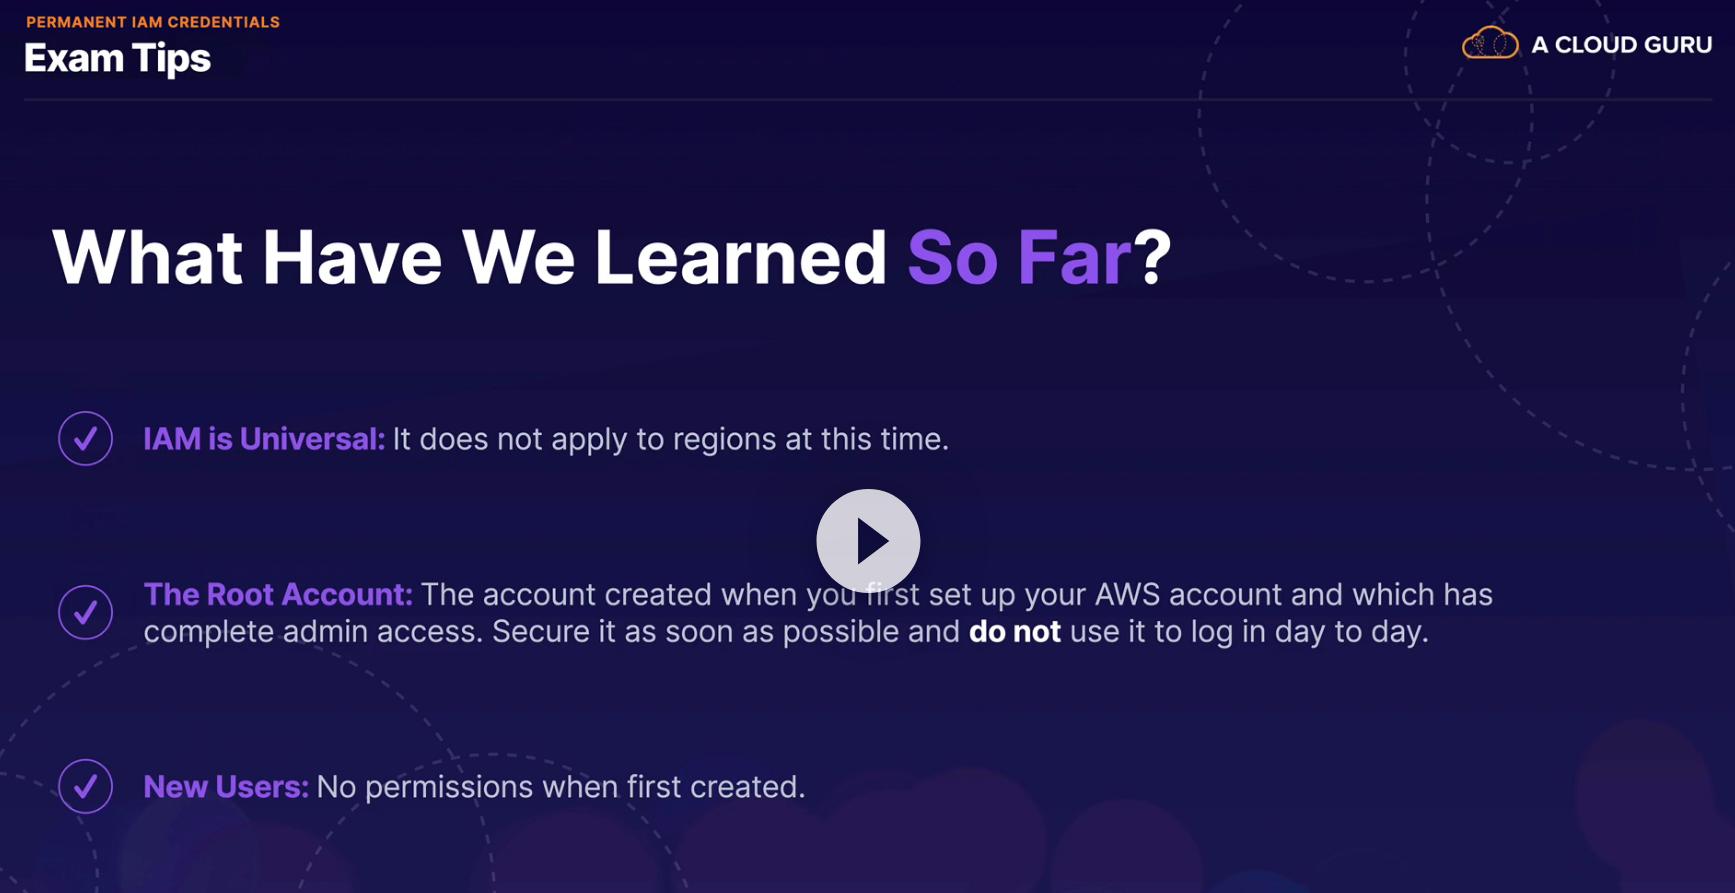 PERMANENT IAM CREDENTIALS
Exam Tips
A CLOUD GURU
What Have We Learned So Far?
IAM is Universal: It does not apply to regions at this time.
The Root Account: The account created when you first set up your AWS account and which has
complete admin access. Secure it as soon as possible and do not use it to log in day to day.
New Users: No permissions when first created.